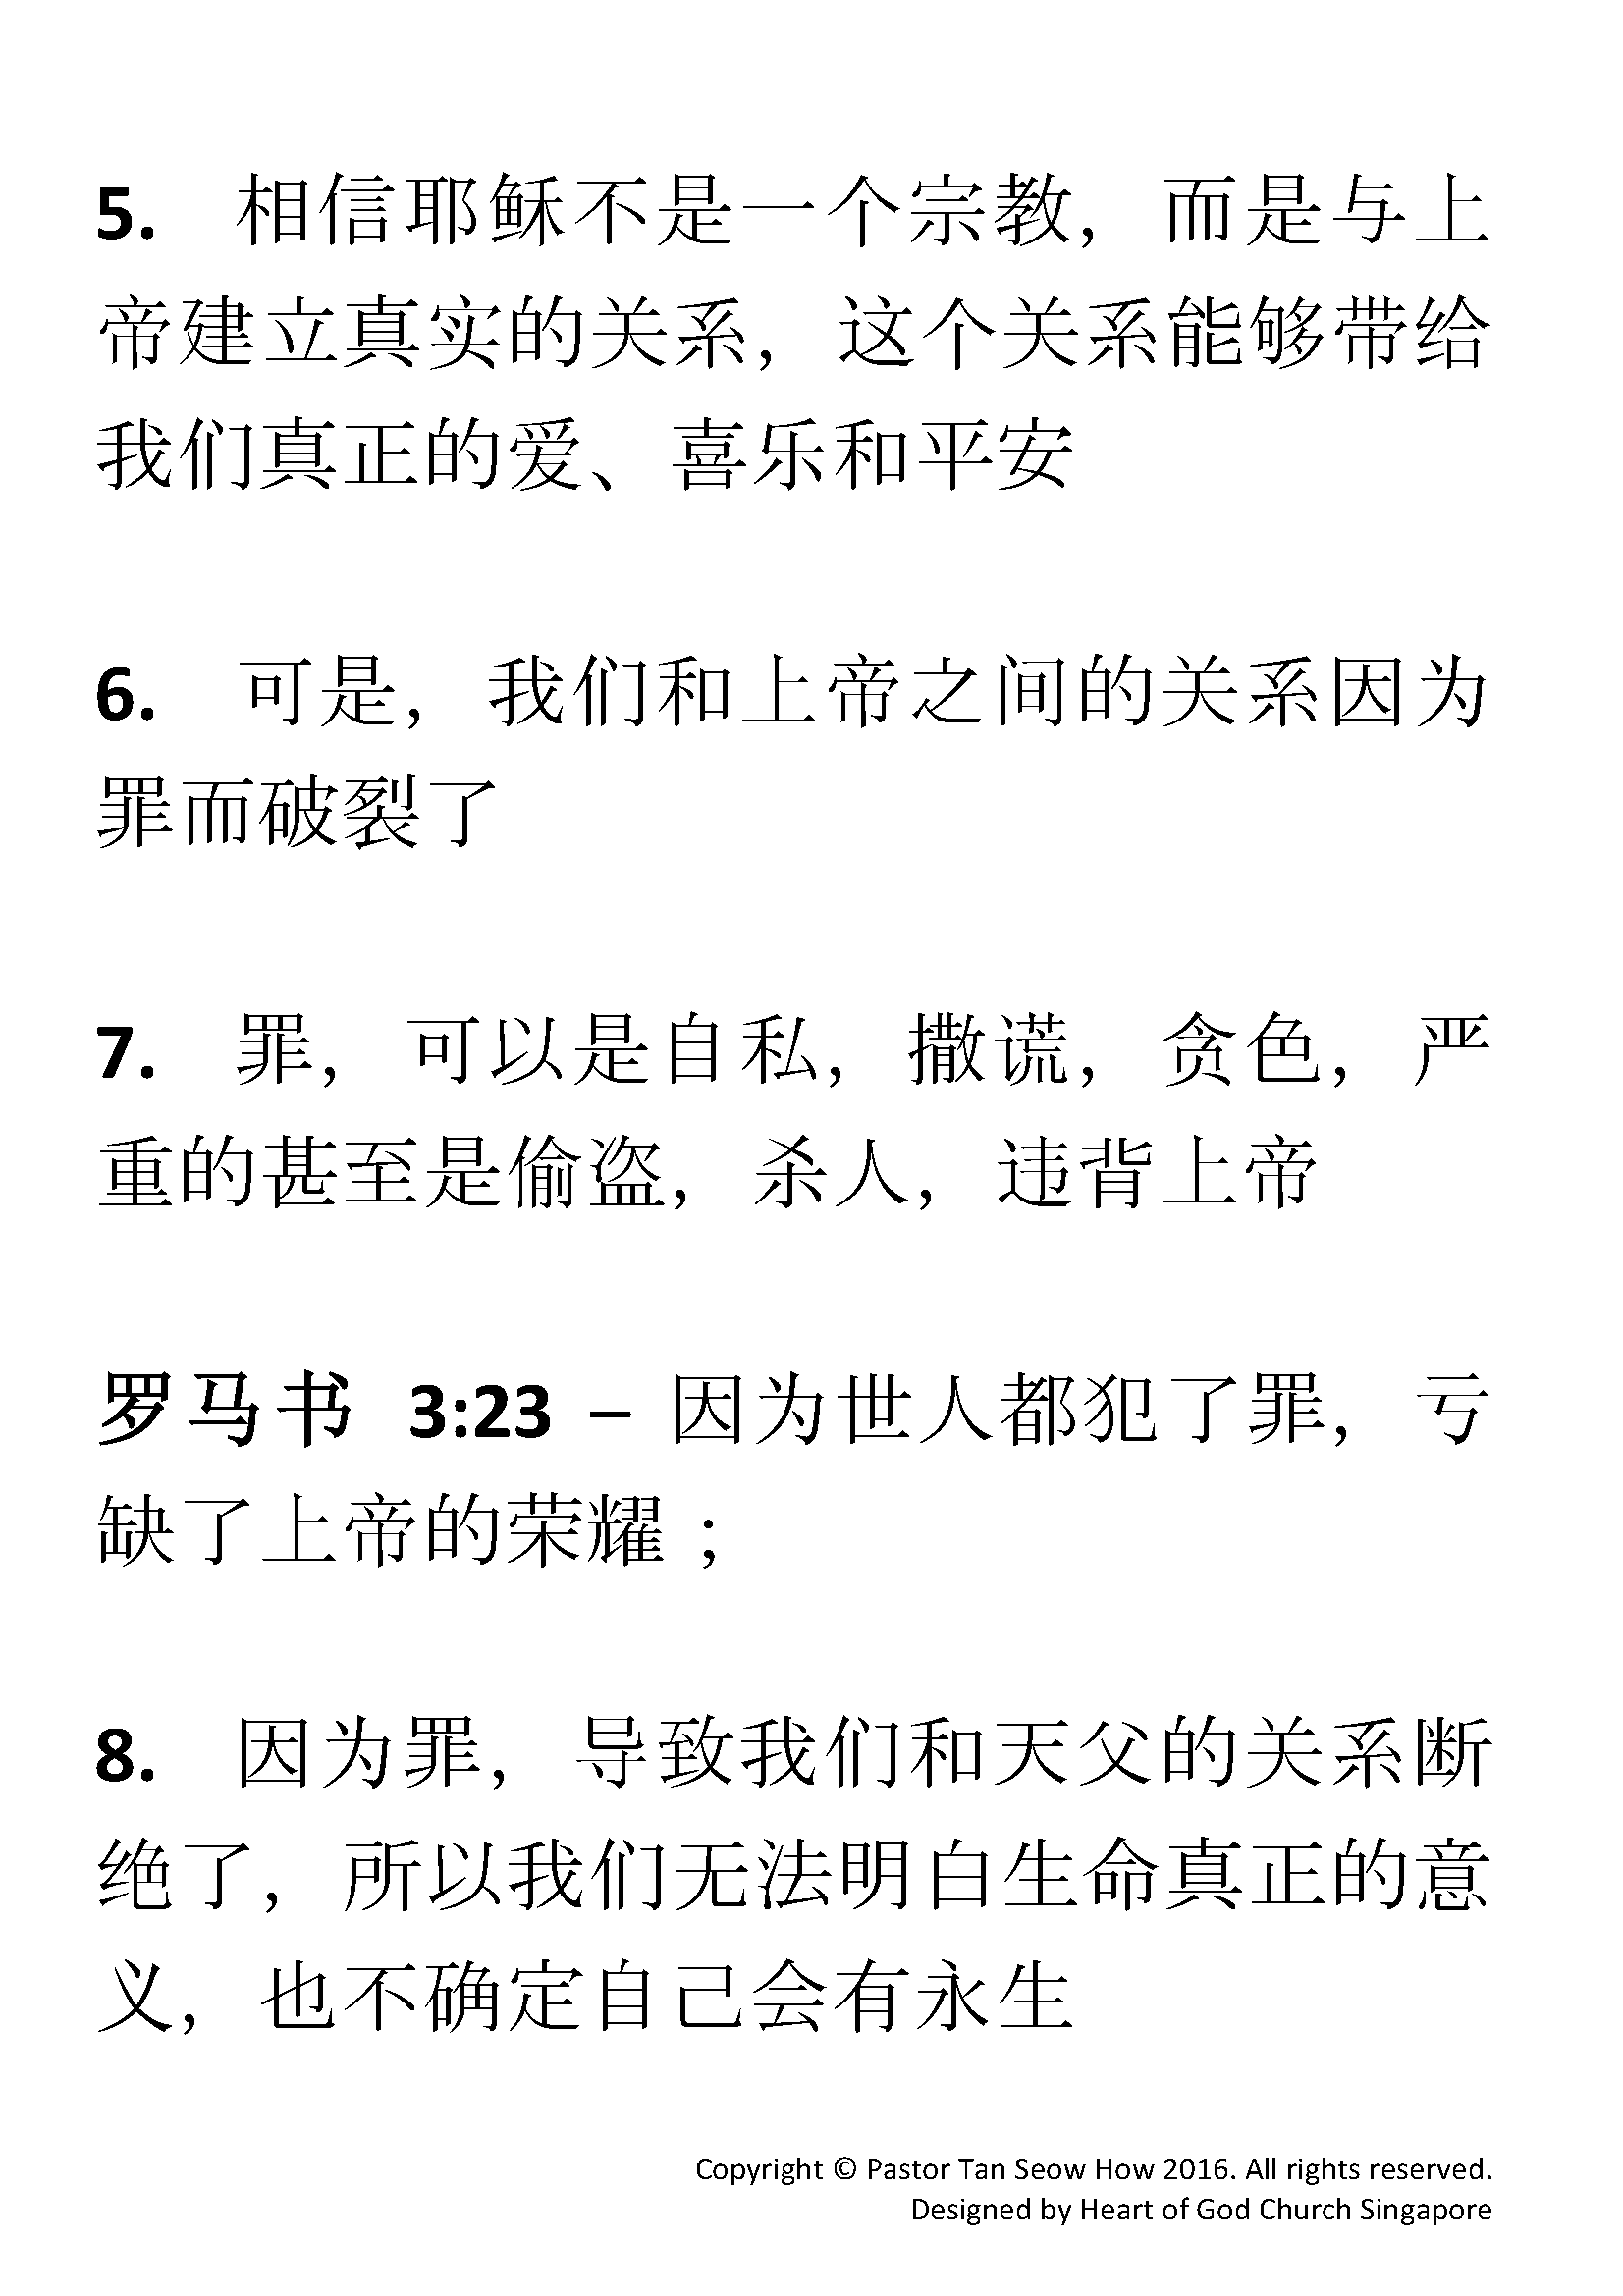 5. 相信耶稣不是一个宗教，而是与上
帝建立真实的关系，这个关系能够带给
我们真正的爱、喜乐和平安
6. 可是，我们和上帝之间的关系因为
罪而破裂了
7. 罪，可以是自私，撒谎，贪色，严
重的甚至是偷盗，杀人，违背上帝
罗马书 3:23 – 因为世人都犯了罪，亏
缺了上帝的荣耀；
8. 因为罪，导致我们和天父的关系断
绝了，所以我们无法明白生命真正的意
义，也不确定自己会有永生
Copyright © Pastor Tan Seow How 2016. All rights reserved.
Designed by Heart of God Church Singapore